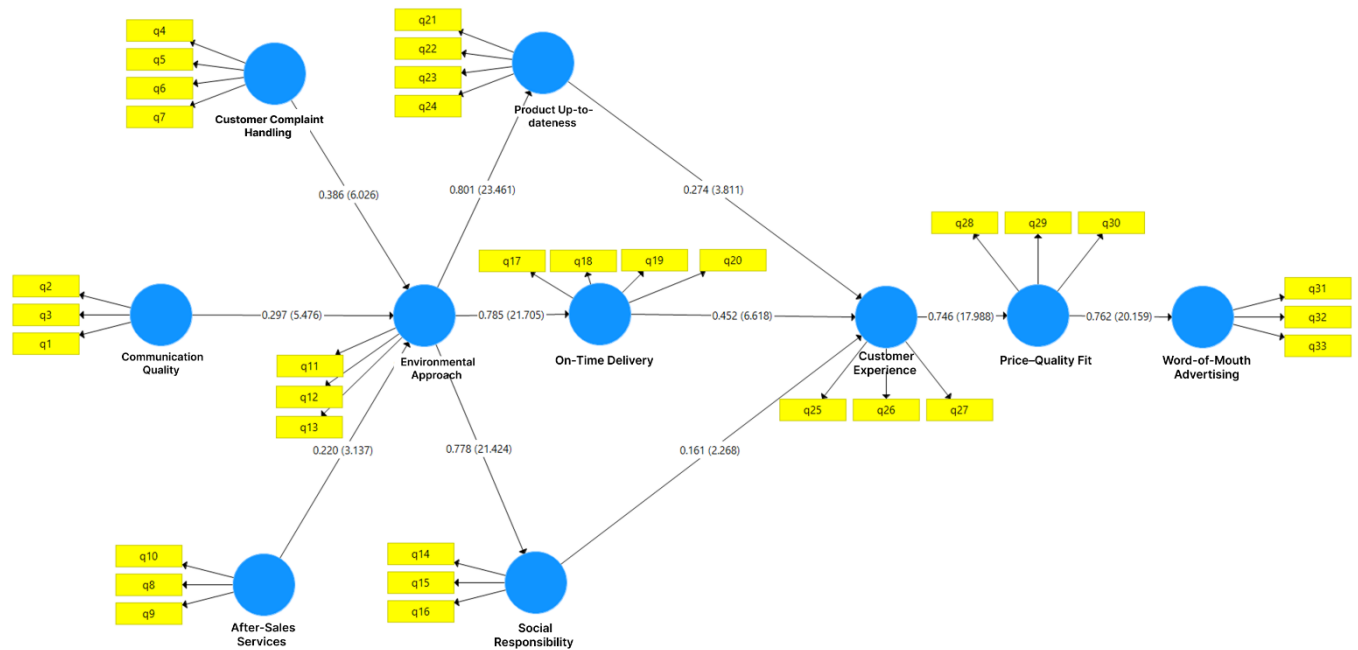 q4
q5
q6
q7
Customer Complaint
Handling
q21
q22
q23
q24
Product Up-to-
dateness
0.386 (6.026)
0.801 (23.461)
0.274 (3.811)
q2
q3
q1
Communication
Quality
0.297 (5.476)
Environmental
Approach
q11
q12
q13
0.785 (21.705)
q17
q18
q19
q20
On-Time Delivery
0.452 (6.618)
Customer
Experience
q25
q26
q27
0.746 (17.988)
q28
q29
q30
Price–Quality Fit
0.762 (20.159)
Word-of-Mouth
Advertising
q31
q32
q33
0.220 (3.137)
0.778 (21.424)
0.161 (2.268)
q10
q8
q9
After-Sales
Services
q14
q15
q16
Social
Responsibility